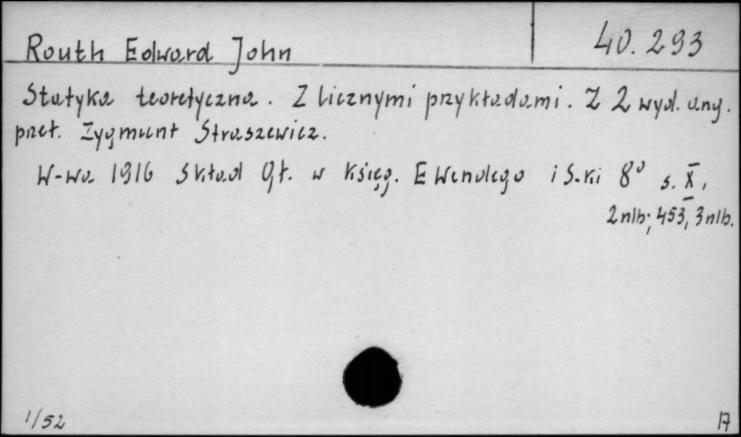 Routh Edward John
40.293
Statyka teoretyczna. Z licznymi przykładami. Z 2 wyd. ang.
przeł. Zygmunt Straszewicz.
W-wa 1916 Skład Gł. w księg. E Wendego i S-ki 8° s. X,
2nlb; 453, 3nlb.
1/52
A